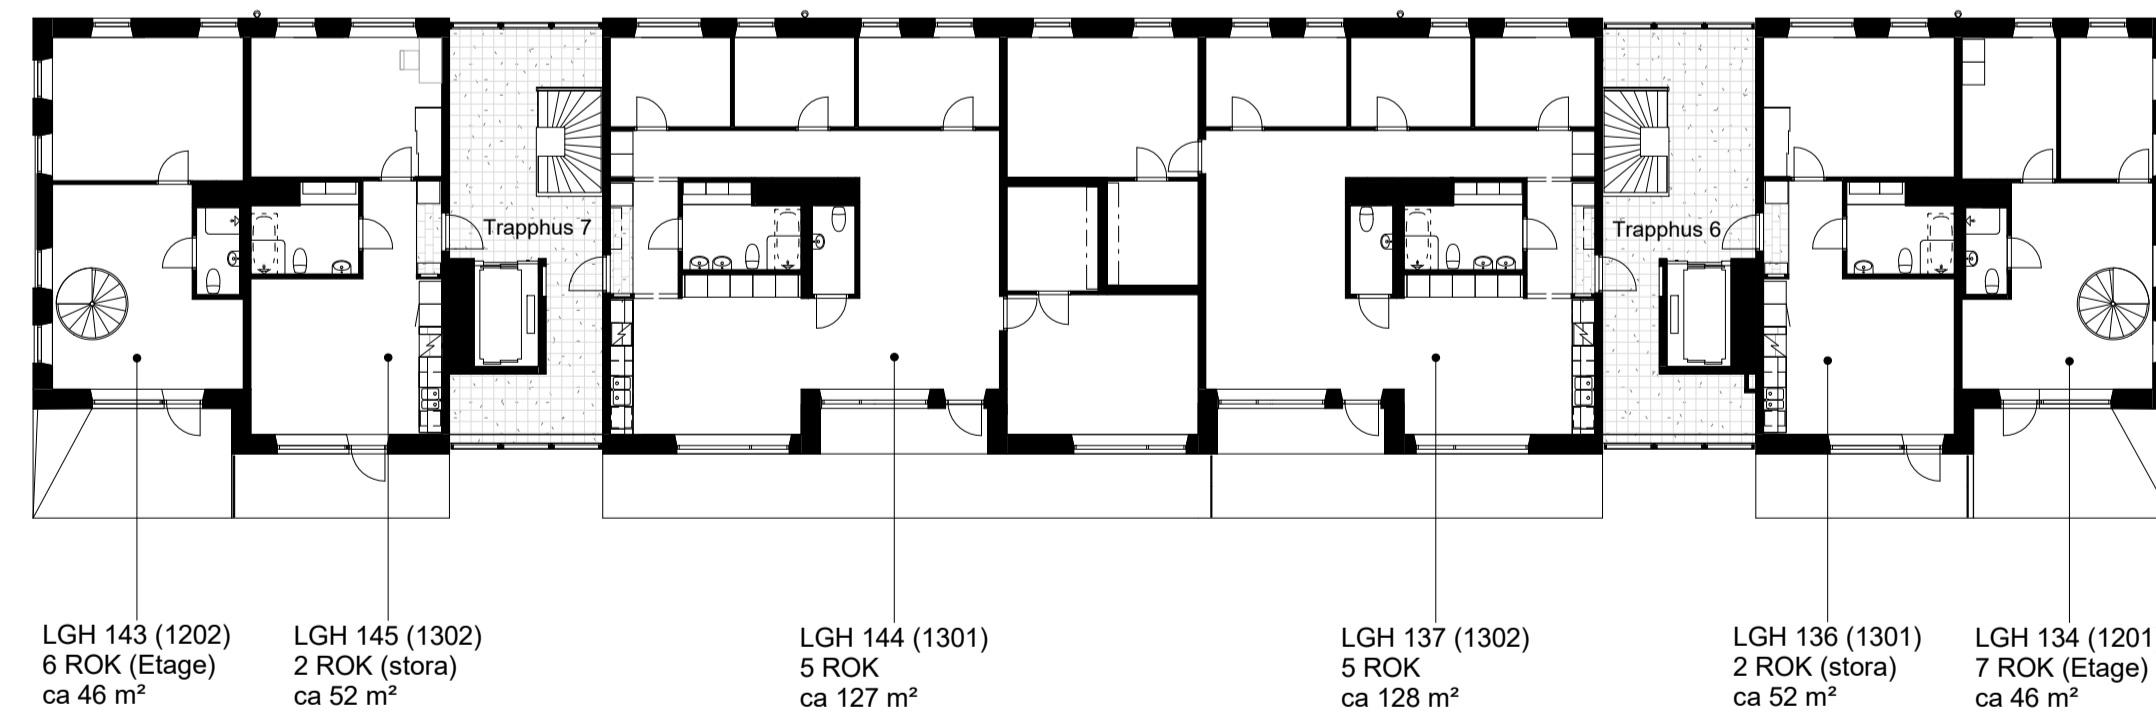 Trapphus 7
Trapphus 6
LGH 143 (1202)
6 ROK (Etage)
ca 46 m²
LGH 145 (1302)
2 ROK (stora)
ca 52 m²
LGH 144 (1301)
5 ROK
ca 127 m²
LGH 137 (1302)
5 ROK
ca 128 m²
LGH 136 (1301)
2 ROK (stora)
ca 52 m²
LGH 134 (1201
7 ROK (Etage)
ca 46 m²